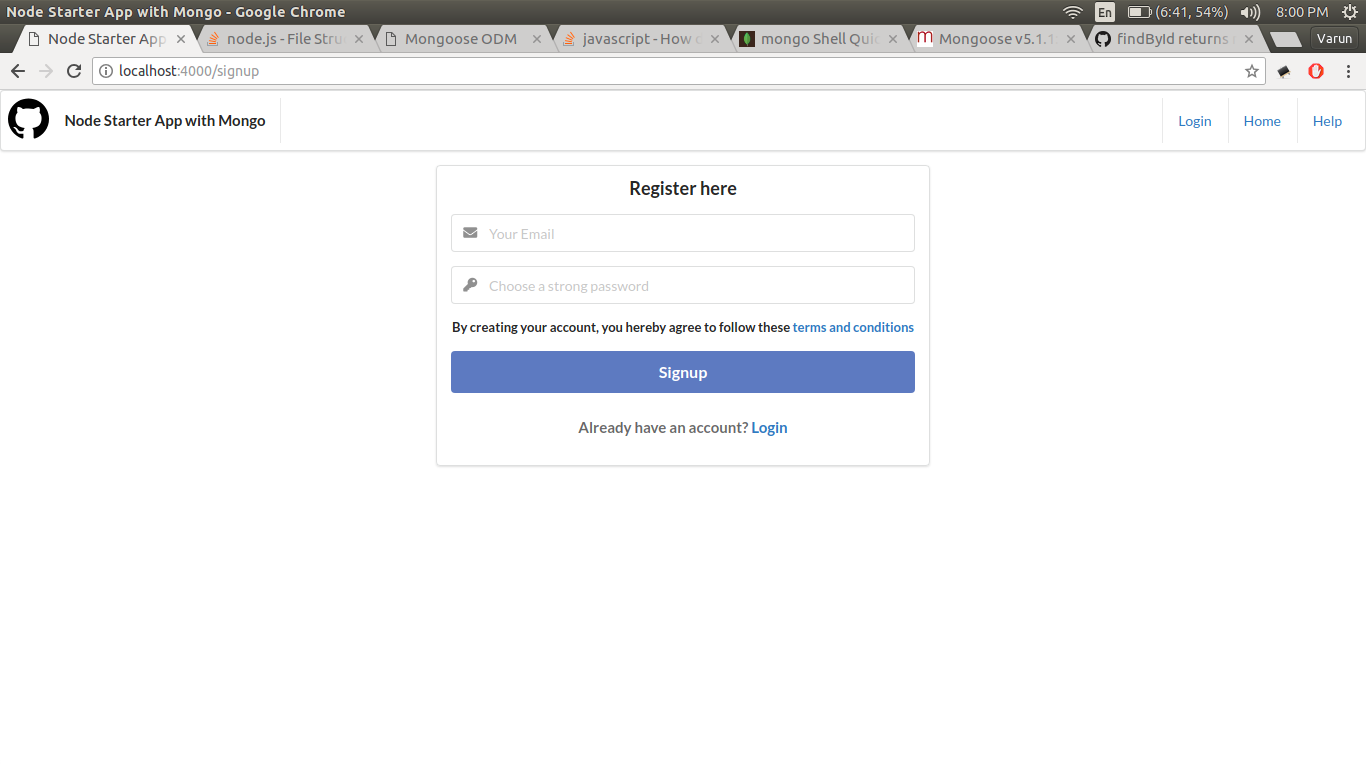 Node Starter App with Mongo - Google Chrome
En (6:41, 54%) 8:00 PM
Node Starter App node.js - File Stru Mongoose ODM javascript - How mongo Shell Quic Mongoose v5.1.1 findById returns Varun
localhost:4000/signup
Node Starter App with Mongo Login Home Help
Register here
Your Email
Choose a strong password
By creating your account, you hereby agree to follow these terms and conditions
Signup
Already have an account? Login